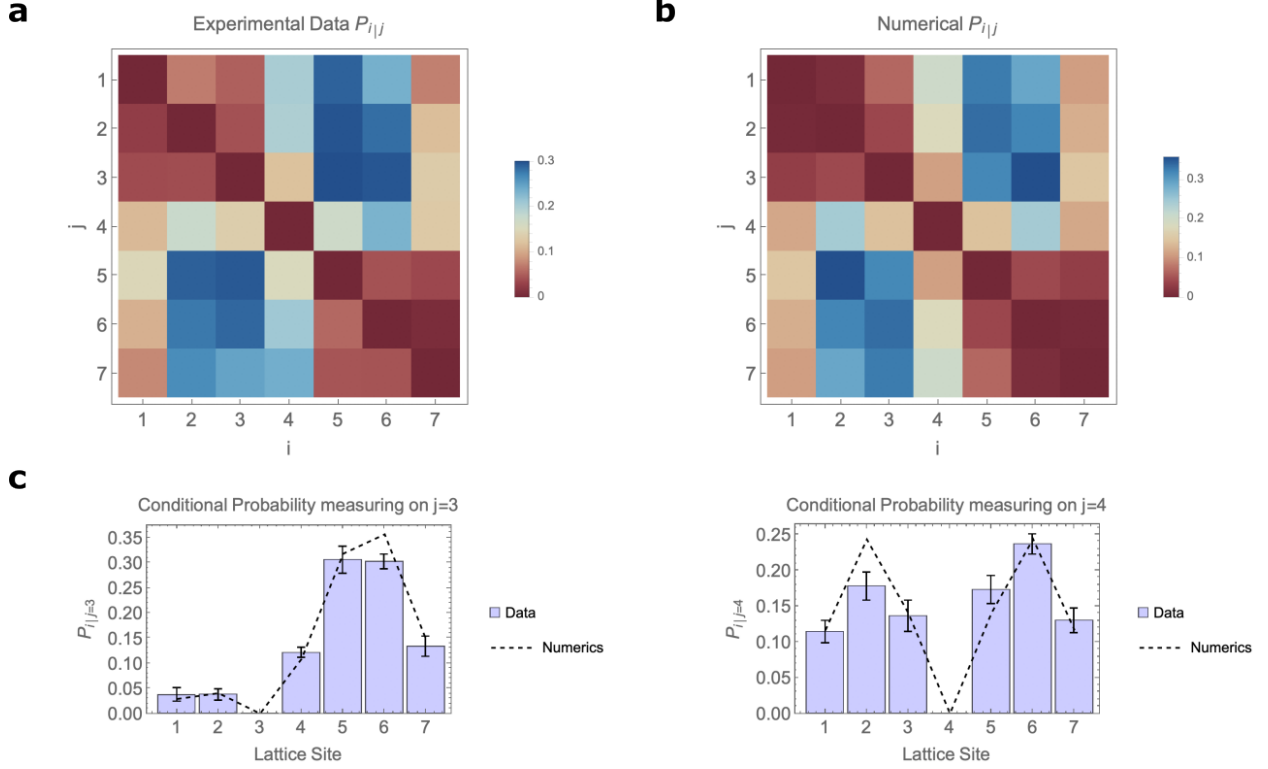 a
Experimental Data P_{i|j}
1
2
3
4
5
6
7
j
1 2 3 4 5 6 7
i
0.3
0.2
0.1
0
b
Numerical P_{i|j}
1
2
3
4
5
6
7
j
1 2 3 4 5 6 7
i
0.3
0.2
0.1
0
c
Conditional Probability measuring on j=3
0.35
0.30
0.25
0.20
0.15
0.10
0.05
0.00
P_{i|j=3}
1 2 3 4 5 6 7
Lattice Site
Data
Numerics
Conditional Probability measuring on j=4
0.25
0.20
0.15
0.10
0.05
0.00
P_{i|j=4}
1 2 3 4 5 6 7
Lattice Site
Data
Numerics